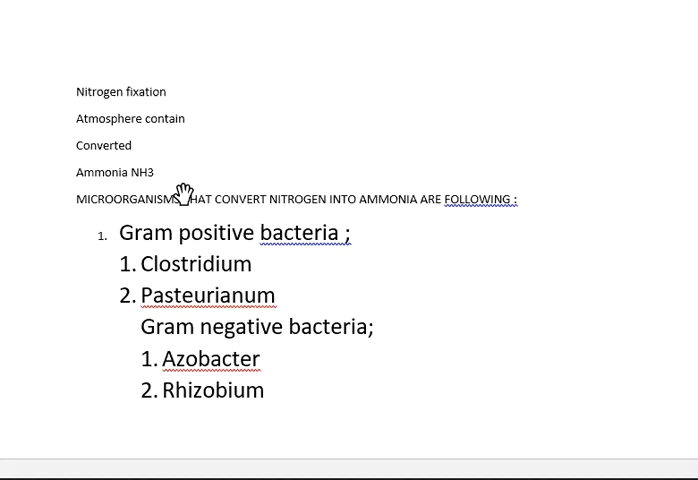 Nitrogen fixation
Atmosphere contain
Converted
Ammonia NH3
MICROORGANISMS HAT CONVERT NITROGEN INTO AMMONIA ARE FOLLOWING :
1. Gram positive bacteria ;
1. Clostridium
2. Pasteurianum
Gram negative bacteria;
1. Azobacter
2. Rhizobium